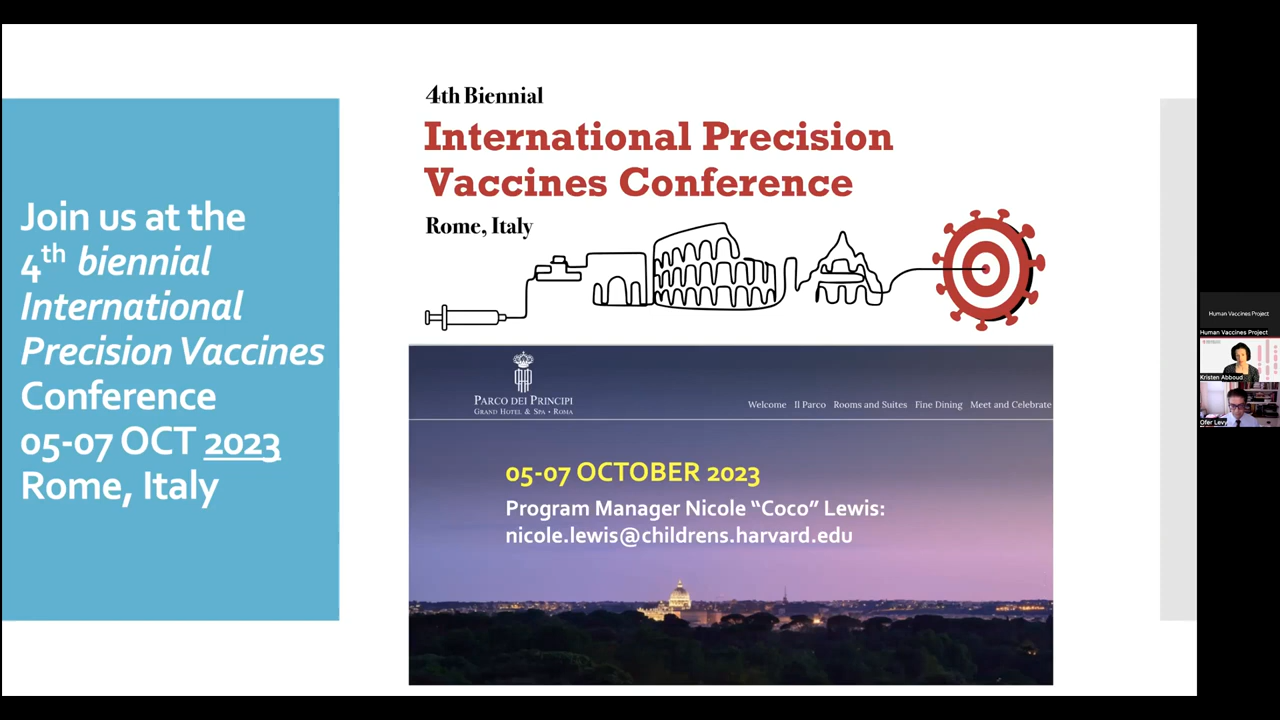 Join us at the
4th biennial
International
Precision Vaccines
Conference
05-07 OCT 2023
Rome, Italy
4th Biennial
International Precision
Vaccines Conference
Rome, Italy
PARCO DEI PRINCIPI
GRAND HOTEL & SPA • ROMA
Welcome Il Parco Rooms and Suites Fine Dining Meet and Celebrate
05-07 OCTOBER 2023
Program Manager Nicole “Coco” Lewis:
nicole.lewis@childrens.harvard.edu
Human Vaccines Project
Human Vaccines Project
Kristen Abboud
Ofer Levy